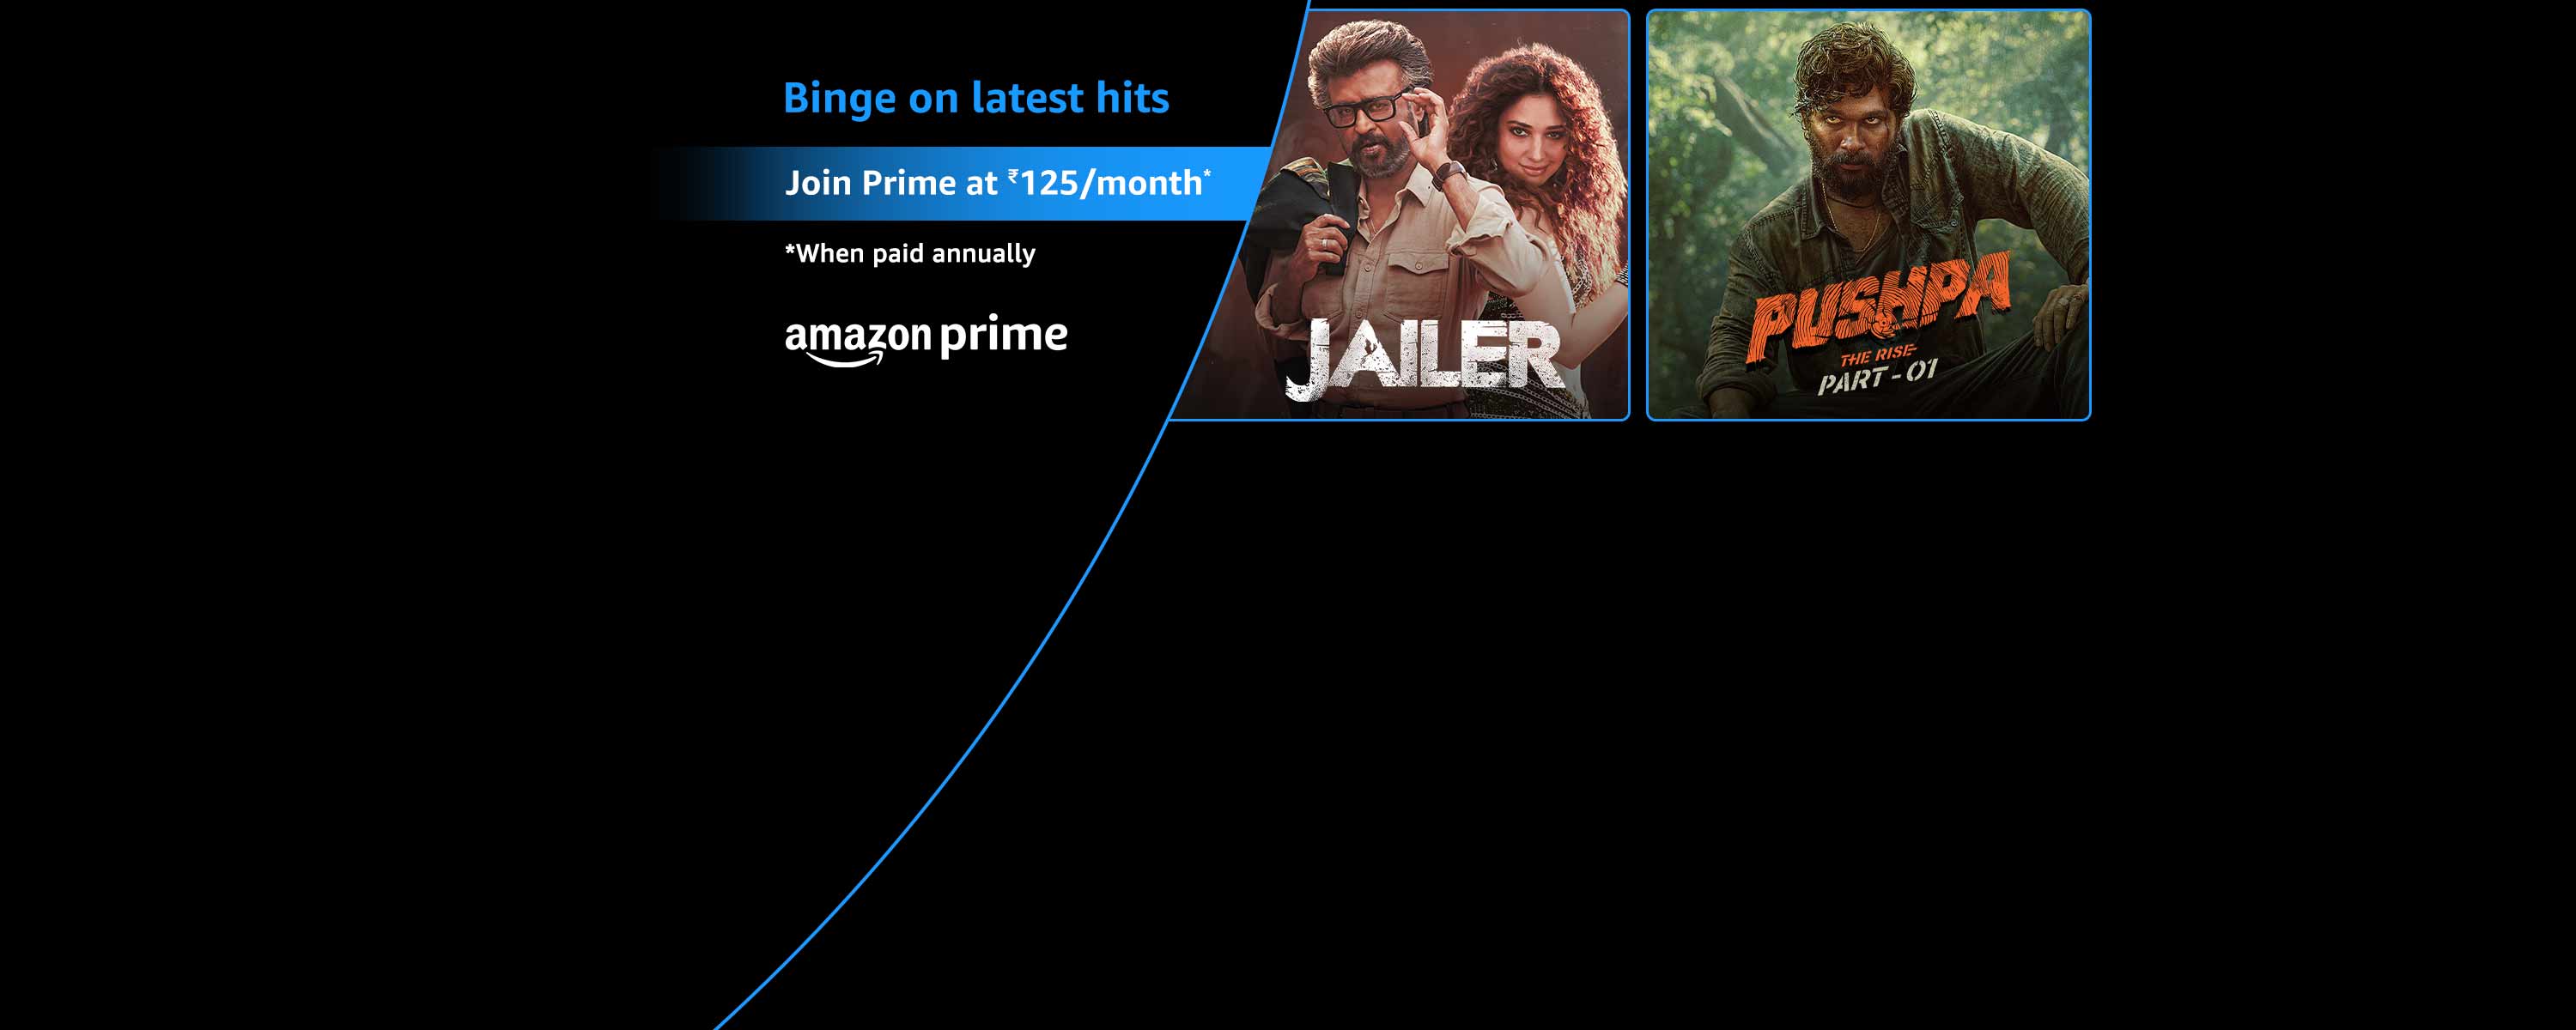 Binge on latest hits
Join Prime at ₹125/month*
*When paid annually
amazon prime
JAILER
PUSHPA
THE RISE
PART - 01